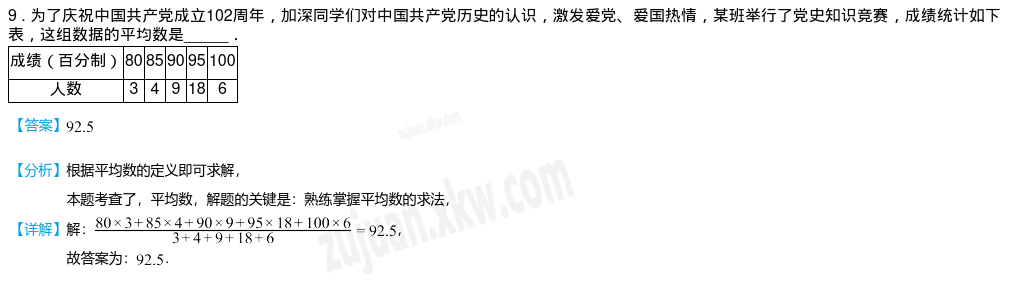 9．为了庆祝中国共产党成立102周年，加深同学们对中国共产党历史的认识，激发爱党、爱国热情，某班举行了党史知识竞赛，成绩统计如下
表，这组数据的平均数是_____．
成绩（百分制） 80 85 90 95 100
人数 3 4 9 18 6
【答案】92.5
【分析】根据平均数的定义即可求解，
本题考查了，平均数，解题的关键是：熟练掌握平均数的求法，
【详解】解： (80×3+85×4+90×9+95×18+100×6)/(3+4+9+18+6) =92.5，
故答案为：92.5．
zujuan.xkw.com
zujuan.xkw.com